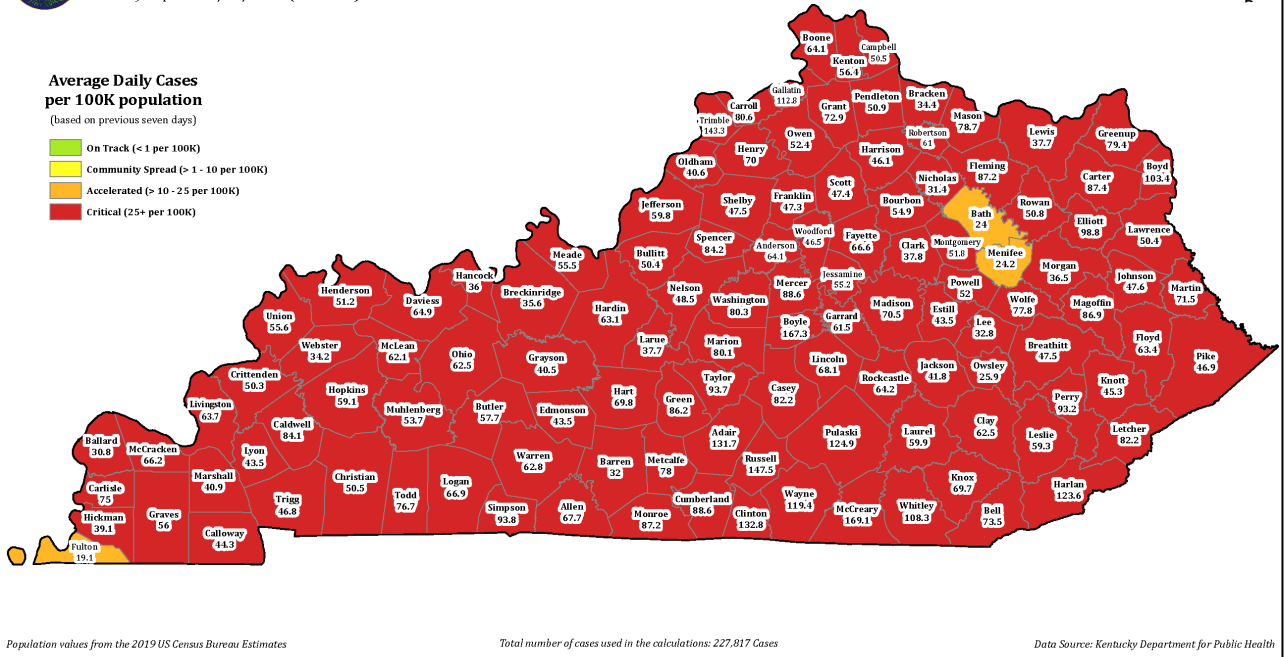 Average Daily Cases
per 100K population
(based on previous seven days)
On Track (< 1 per 100K)
Community Spread (> 1 - 10 per 100K)
Accelerated (> 10 - 25 per 100K)
Critical (25+ per 100K)
Boone
64.1
Campbell
50.5
Kenton
56.4
Gallatin
112.8
Carroll
80.6
Grant
72.9
Pendleton
50.9
Bracken
34.4
Trimble
143.3
Mason
78.7
Owen
52.4
Robertson
61
Lewis
37.7
Greenup
79.4
Henry
70
Harrison
46.1
Oldham
40.6
Fleming
87.2
Boyd
103.4
Nicholas
31.4
Carter
87.4
Scott
47.4
Jefferson
59.8
Shelby
47.5
Franklin
47.3
Bourbon
54.9
Rowan
50.8
Bath
24
Elliott
98.8
Lawrence
50.4
Spencer
84.2
Woodford
46.5
Fayette
66.6
Anderson
64.1
Clark
37.8
Montgomery
51.8
Menifee
24.2
Meade
55.5
Bullitt
50.4
Morgan
36.5
Hancock
36
Jessamine
55.2
Johnson
47.6
Martin
71.5
Henderson
51.2
Daviess
64.9
Breckinridge
35.6
Nelson
48.5
Mercer
88.6
Powell
52
Washington
80.3
Wolfe
77.8
Magoffin
86.9
Madison
70.5
Hardin
63.1
Estill
43.5
Union
55.6
Boyle
167.3
Garrard
61.5
Lee
32.8
Webster
34.2
McLean
62.1
Larue
37.7
Marion
80.1
Breathitt
47.5
Floyd
63.4
Ohio
62.5
Grayson
40.5
Lincoln
68.1
Pike
46.9
Crittenden
50.3
Taylor
93.7
Rockcastle
64.2
Jackson
41.8
Owsley
25.9
Knott
45.3
Hopkins
59.1
Hart
69.8
Green
86.2
Casey
82.2
Perry
93.2
Livingston
63.7
Muhlenberg
53.7
Butler
57.7
Edmonson
43.5
Caldwell
84.1
Adair
131.7
Pulaski
124.9
Laurel
59.9
Clay
62.5
Leslie
59.3
Letcher
82.2
Ballard
30.8
McCracken
66.2
Lyon
43.5
Warren
62.8
Barren
32
Metcalfe
78
Russell
147.5
Marshall
40.9
Christian
50.5
Logan
66.9
Knox
69.7
Harlan
123.6
Carlisle
75
Trigg
46.8
Todd
76.7
Simpson
93.8
Allen
67.7
Monroe
87.2
Cumberland
88.6
Clinton
132.8
Wayne
119.4
McCreary
169.1
Whitley
108.3
Bell
73.5
Hickman
39.1
Graves
56
Calloway
44.3
Fulton
19.1
Population values from the 2019 US Census Bureau Estimates
Total number of cases used in the calculations: 227,817 Cases
Data Source: Kentucky Department for Public Health